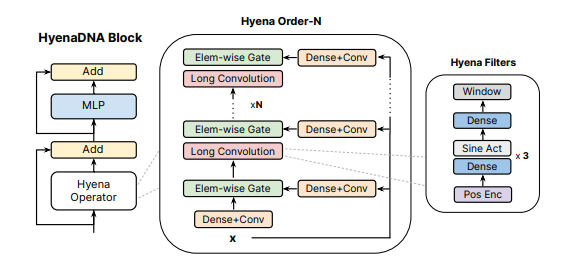 HyenaDNA Block
Add
MLP
Add
Hyena
Operator
Hyena Order-N
Elem-wise Gate
Dense+Conv
Long Convolution
xN
Elem-wise Gate
Dense+Conv
Long Convolution
Elem-wise Gate
Dense+Conv
Dense+Conv
x
Hyena Filters
Window
Dense
Sine Act
x 3
Dense
Pos Enc